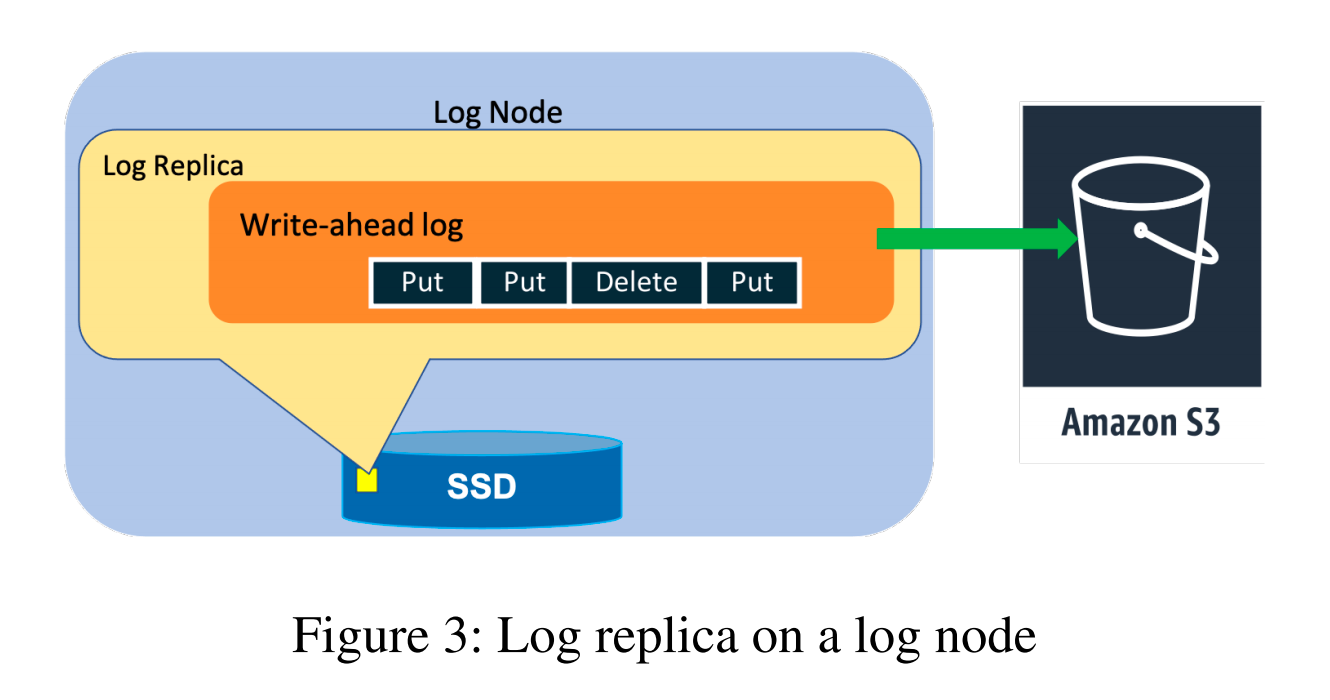 Log Node
Log Replica
Write-ahead log
Put Put Delete Put
SSD
Amazon S3
Figure 3: Log replica on a log node